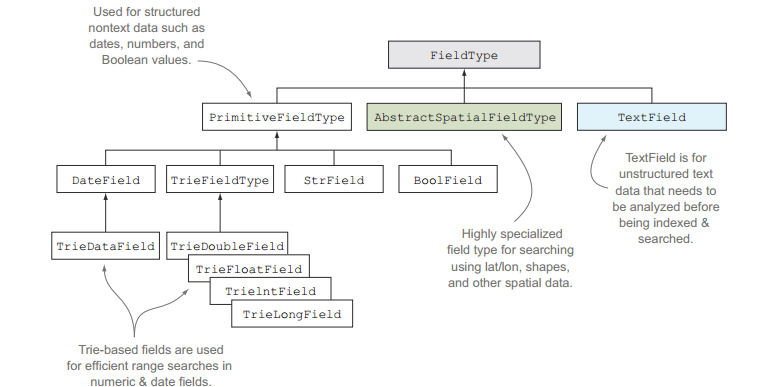 Used for structured
nontext data such as
dates, numbers, and
Boolean values.
FieldType
PrimitiveFieldType
AbstractSpatialFieldType
TextField
DateField
TrieFieldType
StrField
BoolField
TextField is for
unstructured text
data that needs to
be analyzed before
being indexed &
searched.
TrieDataField
TrieDoubleField
TrieFloatField
TrieIntField
TrieLongField
Highly specialized
field type for searching
using lat/lon, shapes,
and other spatial data.
Trie-based fields are used
for efficient range searches in
numeric & date fields.